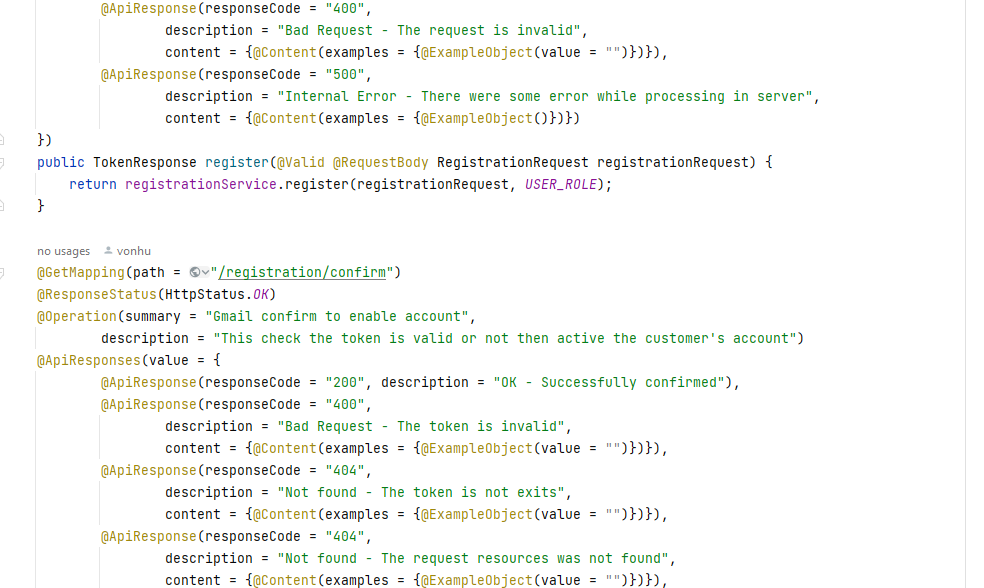 @ApiResponse(responseCode = "400",
description = "Bad Request - The request is invalid",
content = {@Content(examples = {@ExampleObject(value = "")})}),
@ApiResponse(responseCode = "500",
description = "Internal Error - There were some error while processing in server",
content = {@Content(examples = {@ExampleObject()})})
})
public TokenResponse register(@Valid @RequestBody RegistrationRequest registrationRequest) {
return registrationService.register(registrationRequest, USER_ROLE);
}
no usages vonhu
@GetMapping(path = "/registration/confirm")
@ResponseStatus(HttpStatus.OK)
@Operation(summary = "Gmail confirm to enable account",
description = "This check the token is valid or not then active the customer's account")
@ApiResponses(value = {
@ApiResponse(responseCode = "200", description = "OK - Successfully confirmed"),
@ApiResponse(responseCode = "400",
description = "Bad Request - The token is invalid",
content = {@Content(examples = {@ExampleObject(value = "")})}),
@ApiResponse(responseCode = "404",
description = "Not found - The token is not exits",
content = {@Content(examples = {@ExampleObject(value = "")})}),
@ApiResponse(responseCode = "404",
description = "Not found - The request resources was not found",
content = {@Content(examples = {@ExampleObject(value = "")})}),